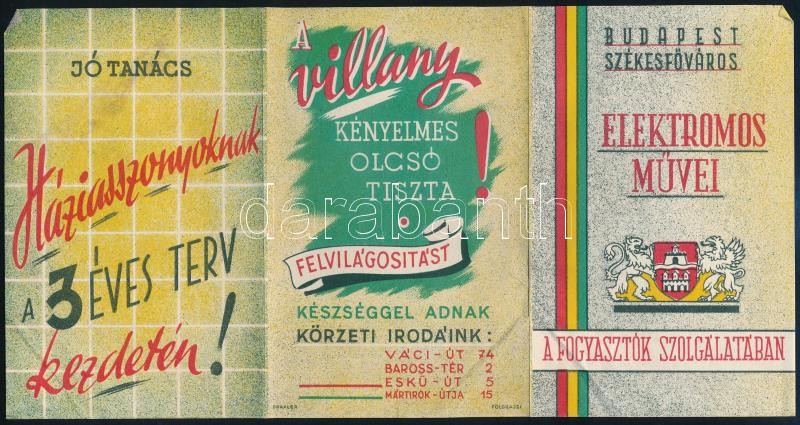 JÓ TANÁCS
Háziasszonyoknak
A 3 ÉVES TERV
kezdetén!
A
villany
KÉNYELMES
OLCSÓ
TISZTA!
FELVILÁGOSITÁST
KÉSZSÉGGEL ADNAK
KÖRZETI IRODÁINK:
VÁCI-ÚT 74
BAROSS-TÉR 2
ESKÜ-ÚT 5
MÁRTIROK-ÚTJA 15
BUDAPEST
SZÉKESFŐVÁROS
ELEKTROMOS
MŰVEI
A FOGYASZTÓK SZOLGÁLATÁBAN
darabanth